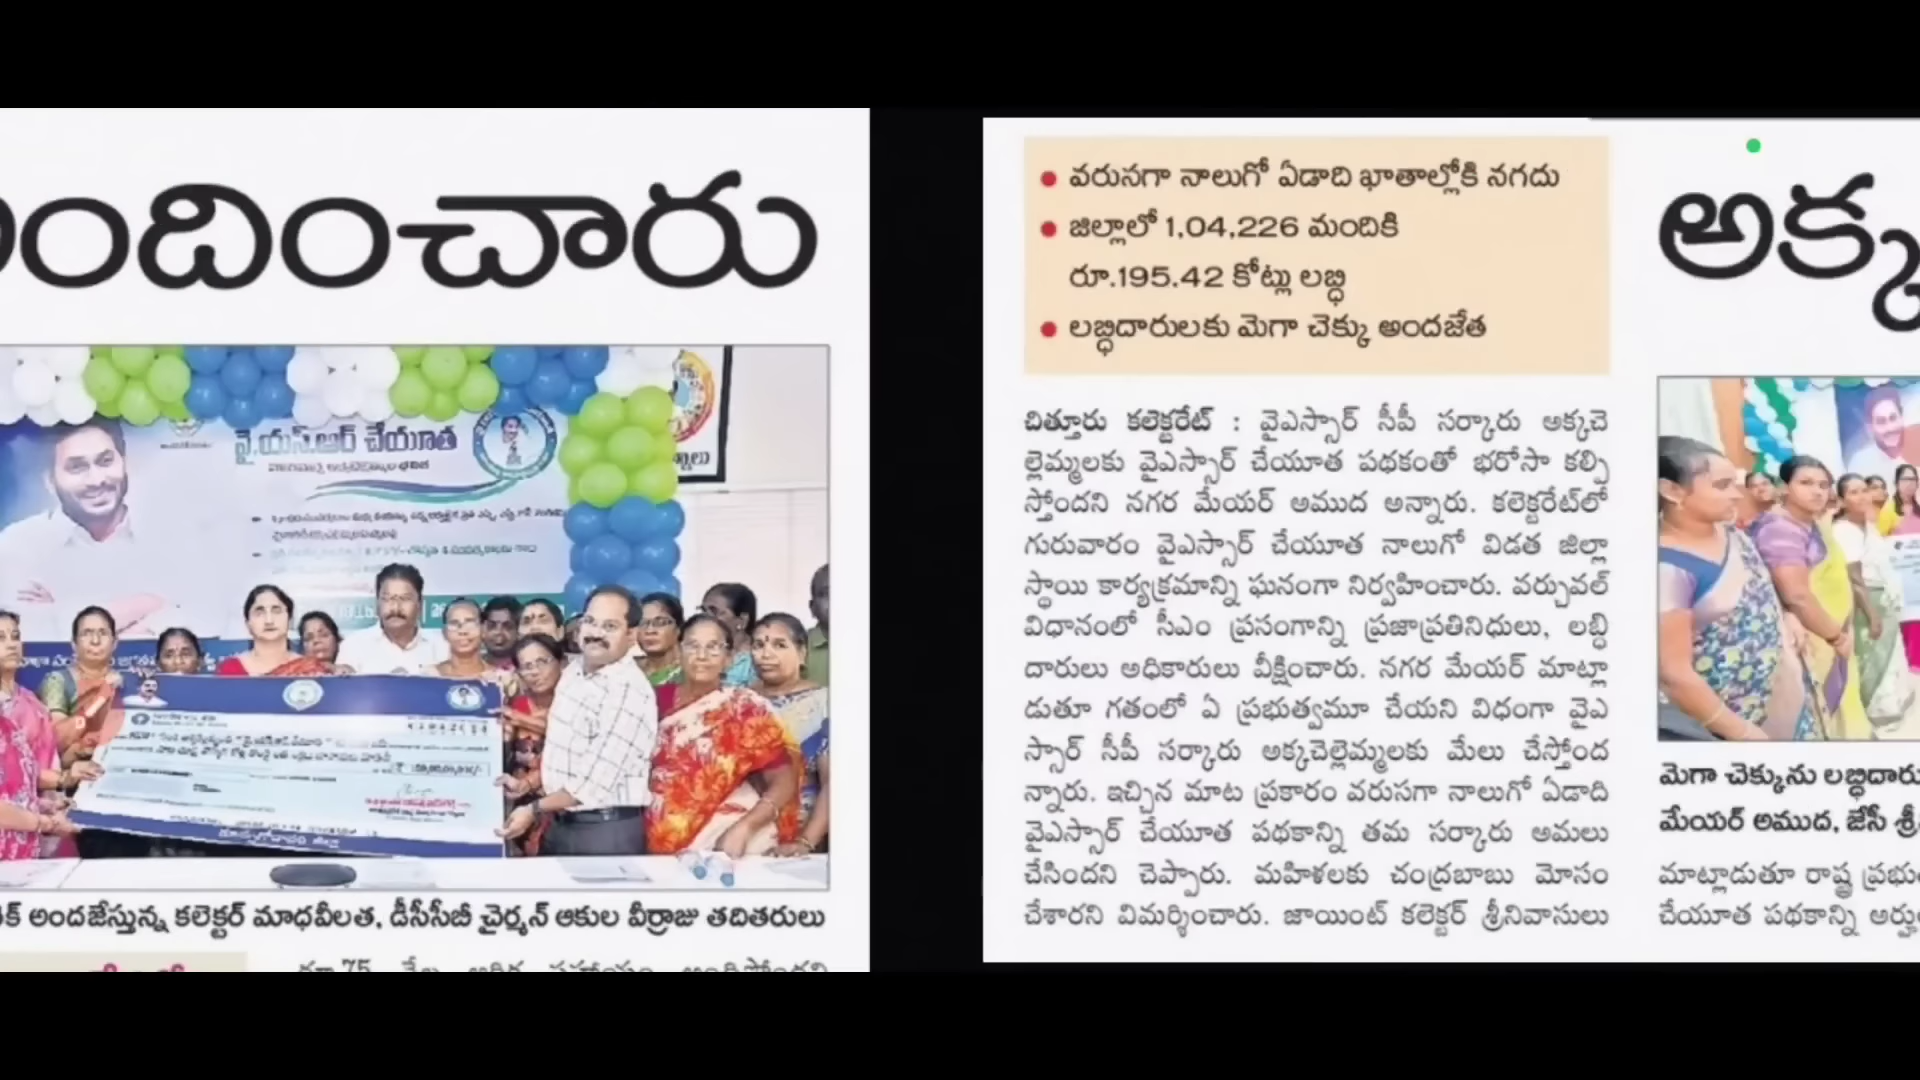 ందించారు
వై.యస్.ఆర్ చేయూత
అందజేస్తున్న కలెక్టర్ మాధవీలత, డీసీసీబీ చైర్మన్ ఆకుల వీర్రాజు తదితరులు
• వరుసగా నాలుగో ఏడాది ఖాతాల్లోకి నగదు
• జిల్లాలో 1,04,226 మందికి
రూ.195.42 కోట్లు లబ్ధి
• లబ్ధిదారులకు మెగా చెక్కు అందజేత
చిత్తూరు కలెక్టరేట్ : వైఎస్సార్ సీపీ సర్కారు అక్కచె
ల్లెమ్మలకు వైఎస్సార్ చేయూత పథకంతో భరోసా కల్పి
స్తోందని నగర మేయర్ అముద అన్నారు. కలెక్టరేట్‌లో
గురువారం వైఎస్సార్ చేయూత నాలుగో విడత జిల్లా
స్థాయి కార్యక్రమాన్ని ఘనంగా నిర్వహించారు. వర్చువల్
విధానంలో సీఎం ప్రసంగాన్ని ప్రజాప్రతినిధులు, లబ్ధి
దారులు అధికారులు వీక్షించారు. నగర మేయర్ మాట్లా
డుతూ గతంలో ఏ ప్రభుత్వమూ చేయని విధంగా వైఎ
స్సార్ సీపీ సర్కారు అక్కచెల్లెమ్మలకు మేలు చేస్తోంద
న్నారు. ఇచ్చిన మాట ప్రకారం వరుసగా నాలుగో ఏడాది
వైఎస్సార్ చేయూత పథకాన్ని తమ సర్కారు అమలు
చేసిందని చెప్పారు. మహిళలకు చంద్రబాబు మోసం
చేశారని విమర్శించారు. జాయింట్ కలెక్టర్ శ్రీనివాసులు
అక్క
మెగా చెక్కును లబ్ధిదారు
మేయర్ అముద, జేసీ శ్రీ
మాట్లాడుతూ రాష్ట్ర ప్రభు
చేయూత పథకాన్ని అర్హు